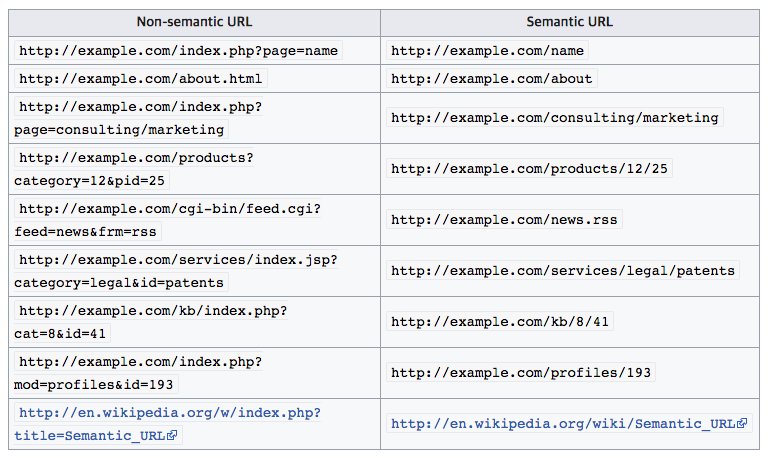 Non-semantic URL Semantic URL
http://example.com/index.php?page=name http://example.com/name
http://example.com/about.html http://example.com/about
http://example.com/index.php?
page=consulting/marketing
http://example.com/consulting/marketing
http://example.com/products?
category=12&pid=25
http://example.com/products/12/25
http://example.com/cgi-bin/feed.cgi?
feed=news&frm=rss
http://example.com/news.rss
http://example.com/services/index.jsp?
category=legal&id=patents
http://example.com/services/legal/patents
http://example.com/kb/index.php?
cat=8&id=41
http://example.com/kb/8/41
http://example.com/index.php?
mod=profiles&id=193
http://example.com/profiles/193
http://en.wikipedia.org/w/index.php?
title=Semantic_URL
http://en.wikipedia.org/wiki/Semantic_URL